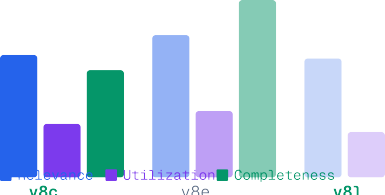 Relevance Utilization Completeness
v8c v8e v8l